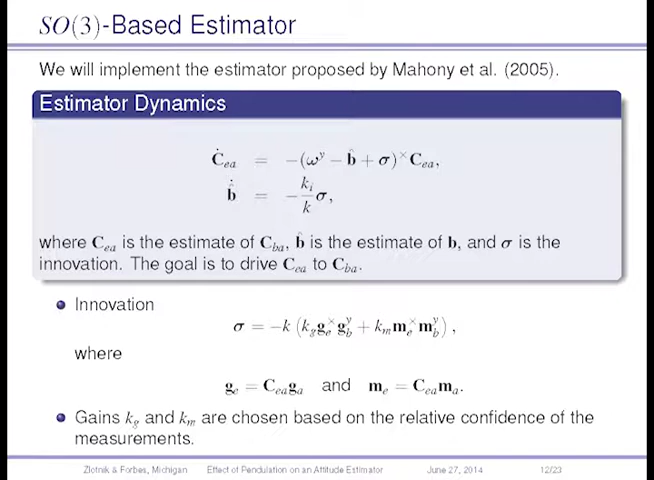 SO(3)-Based Estimator
We will implement the estimator proposed by Mahony et al. (2005).
Estimator Dynamics
Ċ_ea = −(ω^y − b̂ + σ)^× C_ea,
b̂̇ = −(k_i/k) σ,
where C_ea is the estimate of C_ba, b̂ is the estimate of b, and σ is the
innovation. The goal is to drive C_ea to C_ba.
● Innovation
σ = −k (k_g g_e^× g_b^y + k_m m_e^× m_b^y),
where
g_e = C_ea g_a and m_e = C_ea m_a.
● Gains k_g and k_m are chosen based on the relative confidence of the
measurements.
Zlotnik & Forbes, Michigan Effect of Pendulation on an Attitude Estimator June 27, 2014 12/23